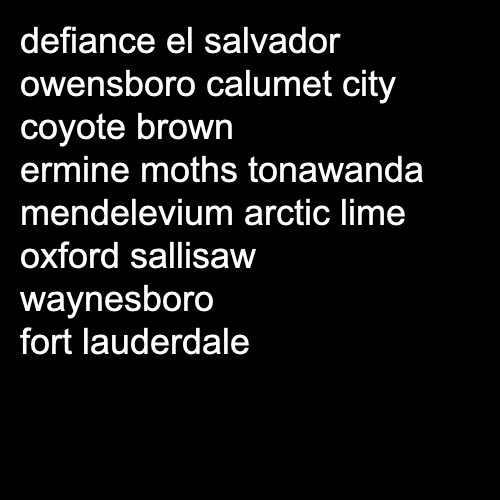 defiance el salvador
owensboro calumet city
coyote brown
ermine moths tonawanda
mendelevium arctic lime
oxford sallisaw
waynesboro
fort lauderdale